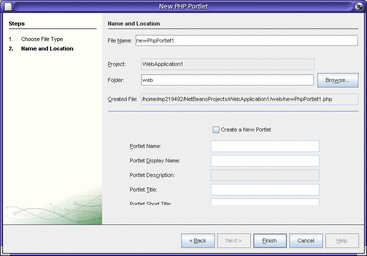 New PHP Portlet
Steps
1. Choose File Type
2. Name and Location
Name and Location
File Name: newPhpPortlet1
Project: WebApplication1
Folder: web
Browse...
Created File: /home/mp219492/NetBeansProjects/WebApplication1/web/newPhpPortlet1.php
Create a New Portlet
Portlet Name:
Portlet Display Name:
Portlet Description:
Portlet Title:
Portlet Short Title:
< Back
Next >
Finish
Cancel
Help